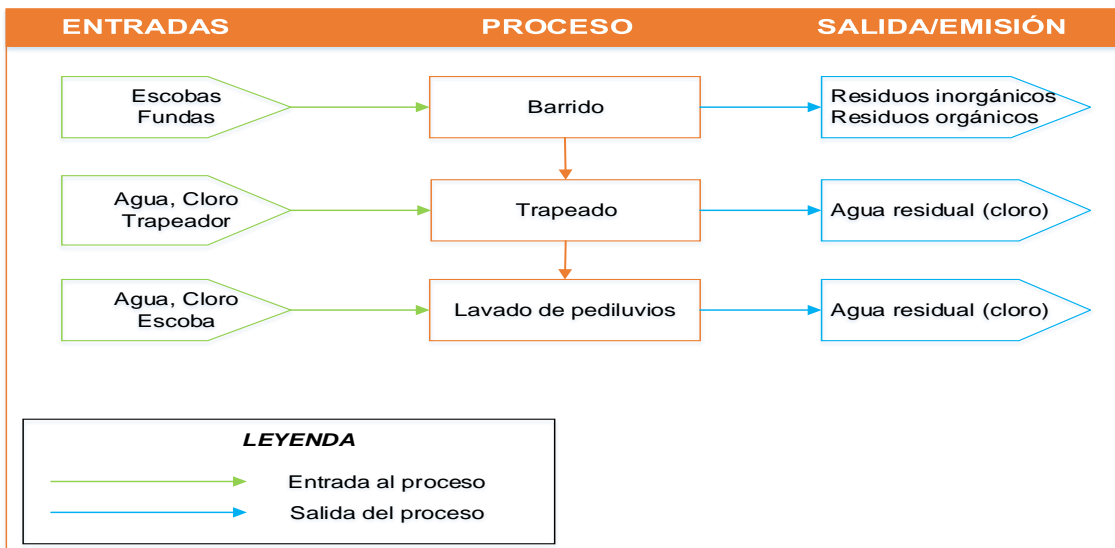 ENTRADAS PROCESO SALIDA/EMISIÓN
Escobas
Fundas
Barrido
Residuos inorgánicos
Residuos orgánicos
Agua, Cloro
Trapeador
Trapeado
Agua residual (cloro)
Agua, Cloro
Escoba
Lavado de pediluvios
Agua residual (cloro)
LEYENDA
Entrada al proceso
Salida del proceso